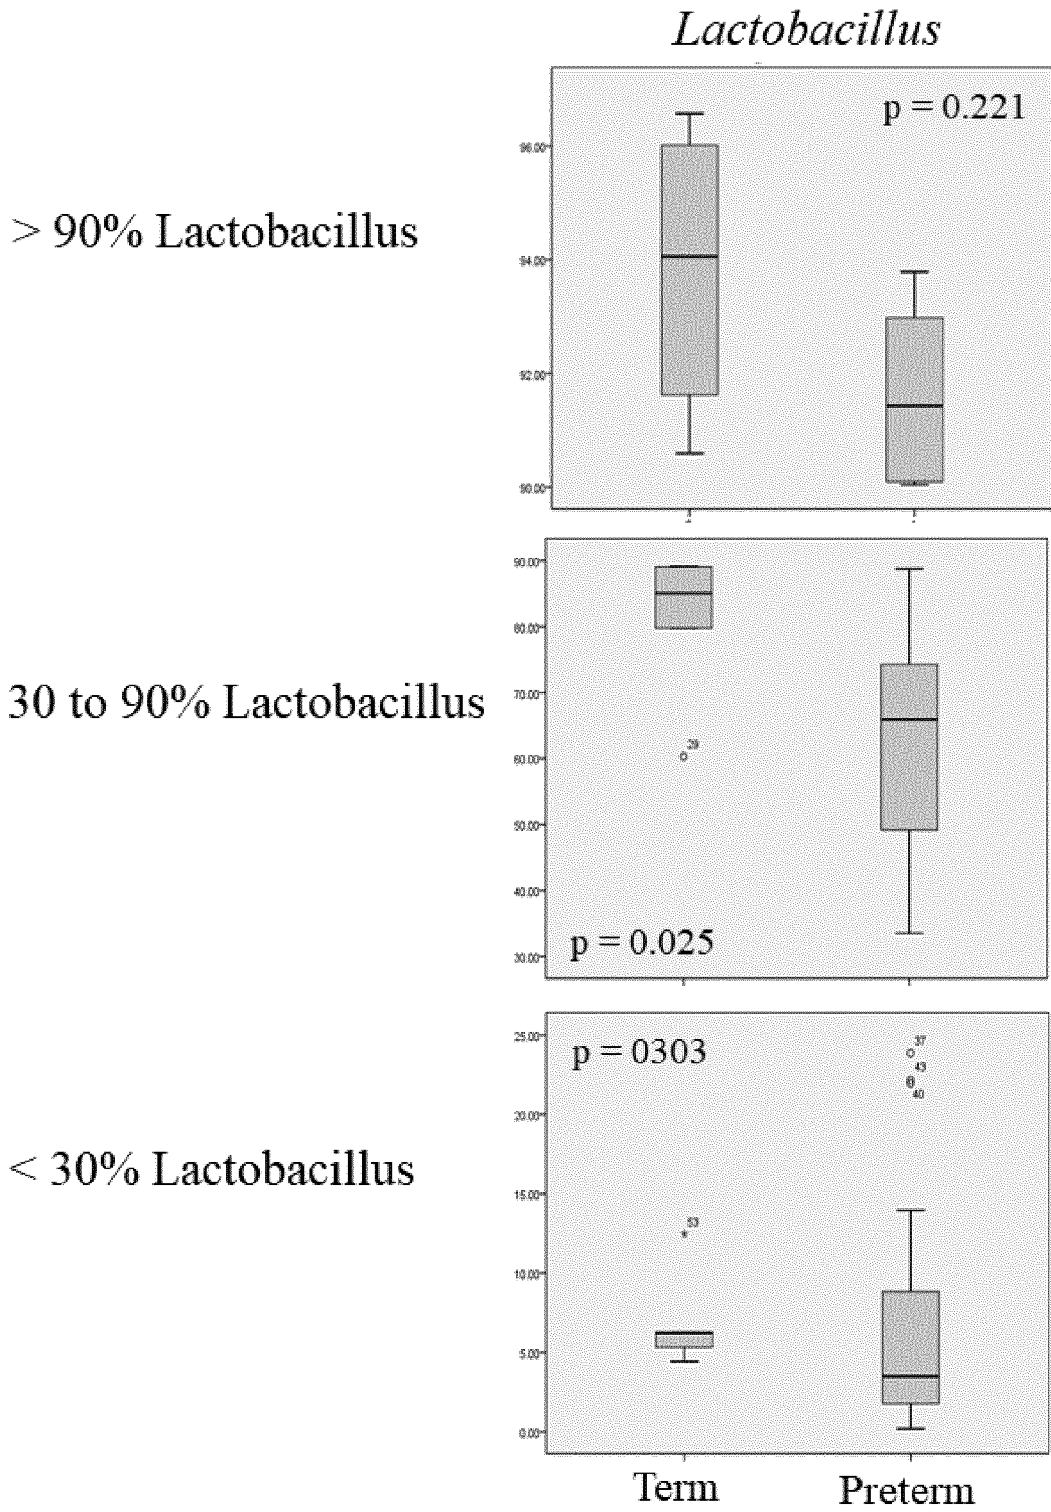 Lactobacillus
p = 0.221
96.00
> 90% Lactobacillus
94.00
92.00
90.00
90.00
80.00
30 to 90% Lactobacillus
70.00
29
60.00
50.00
40.00
p = 0.025
30.00
25.00
p = 0303
37
43
40
20.00
< 30% Lactobacillus
15.00
53
10.00
5.00
0.00
Term Preterm